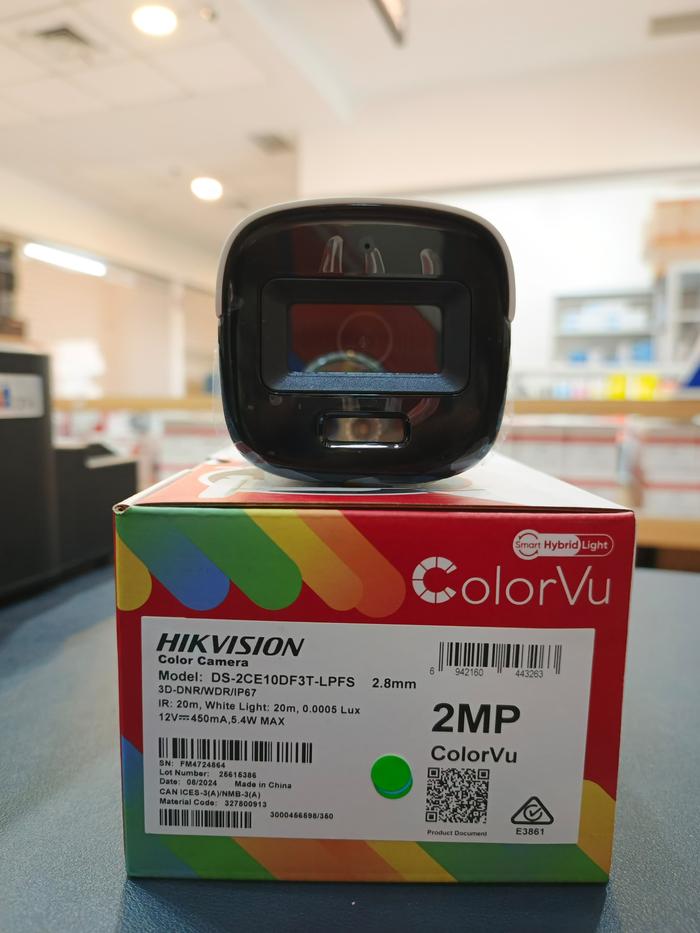 Smart Hybrid Light
ColorVu
HIKVISION
Color Camera
Model: DS-2CE10DF3T-LPFS 2.8mm
3D-DNR/WDR/IP67
IR: 20m, White Light: 20m, 0.0005 Lux
12V⎓450mA,5.4W MAX
6 942160 443263
2MP
ColorVu
SN: FM4724864
Lot Number: 25615386
Date: 08/2024 Made in China
CAN ICES-3(A)/NMB-3(A)
Material Code: 327800913
3000456598/350
Product Document
E3861